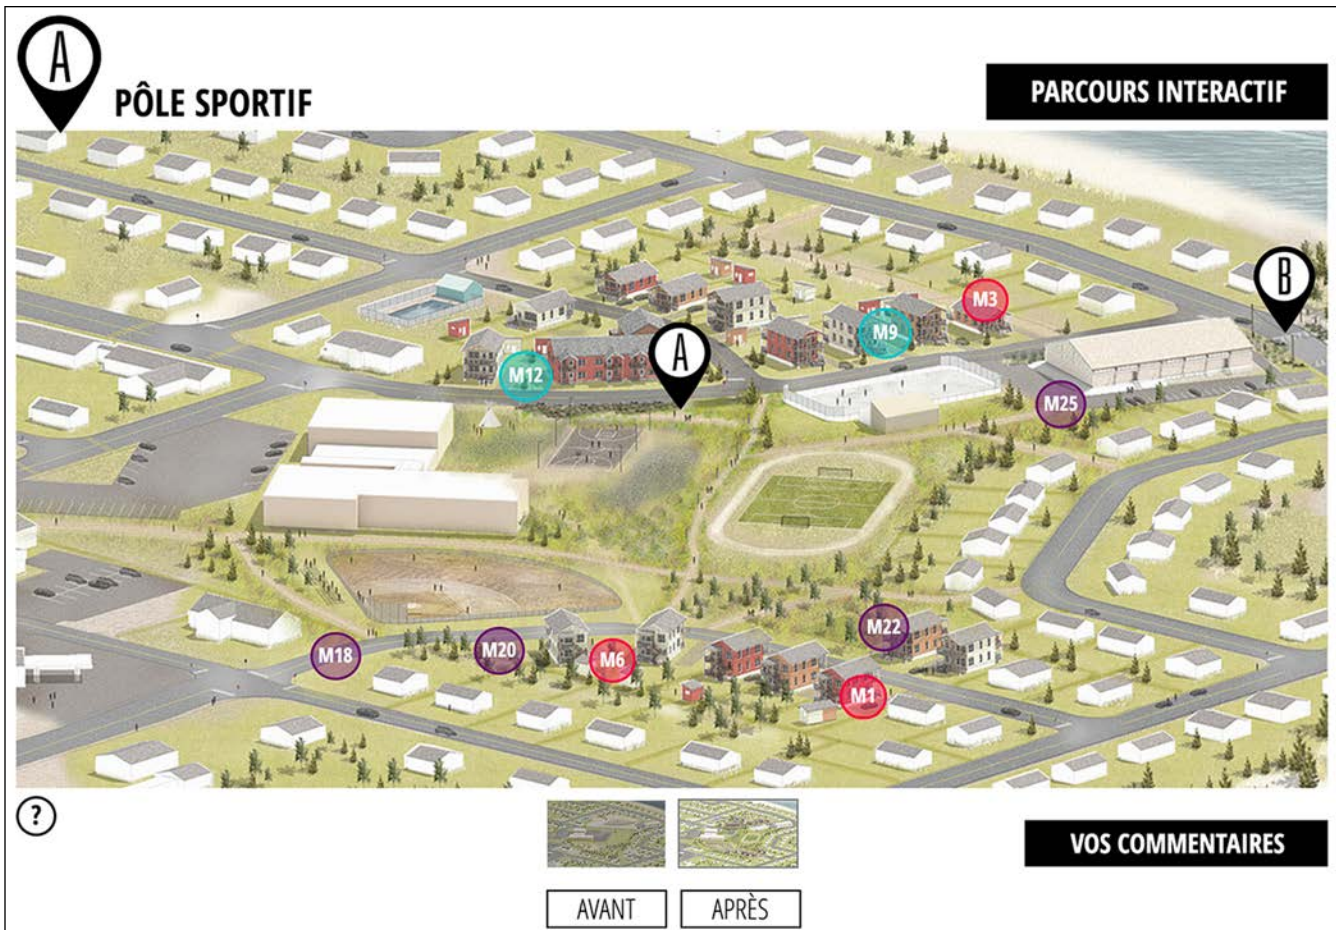 A
PÔLE SPORTIF
PARCOURS INTERACTIF
B
M3
M9
A
M12
M25
M22
M18
M20
M6
M1
?
VOS COMMENTAIRES
AVANT
APRÈS